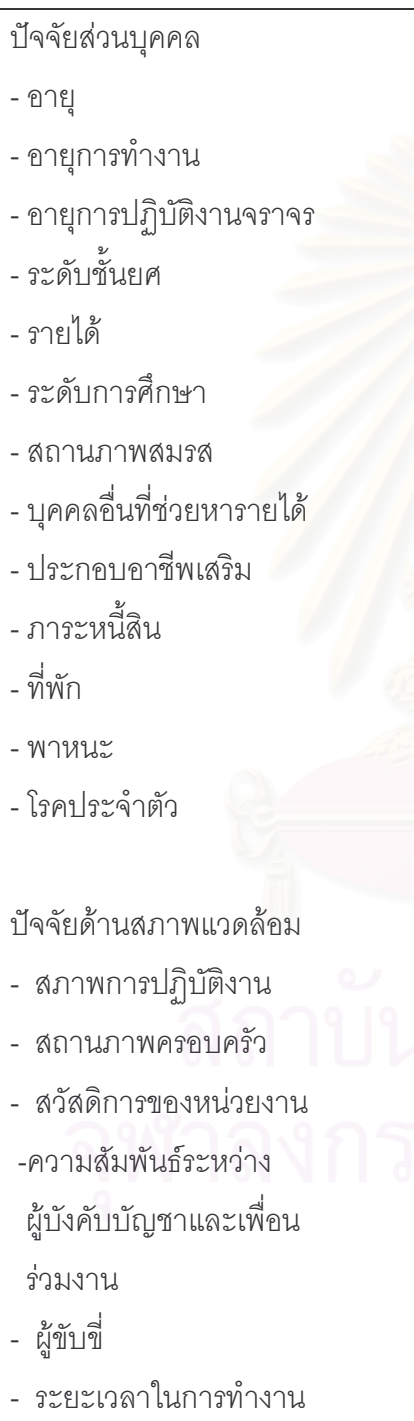 ปัจจัยส่วนบุคคล
- อายุ
- อายุการทำงาน
- อายุการปฏิบัติงานจราจร
- ระดับชั้นยศ
- รายได้
- ระดับการศึกษา
- สถานภาพสมรส
- บุคคลอื่นที่ช่วยหารายได้
- ประกอบอาชีพเสริม
- ภาระหนี้สิน
- ที่พัก
- พาหนะ
- โรคประจำตัว
ปัจจัยด้านสภาพแวดล้อม
- สภาพการปฏิบัติงาน
- สถานภาพครอบครัว
- สวัสดิการของหน่วยงาน
-ความสัมพันธ์ระหว่าง
ผู้บังคับบัญชาและเพื่อน
ร่วมงาน
- ผู้ขับขี่
- ระยะเวลาในการทำงาน